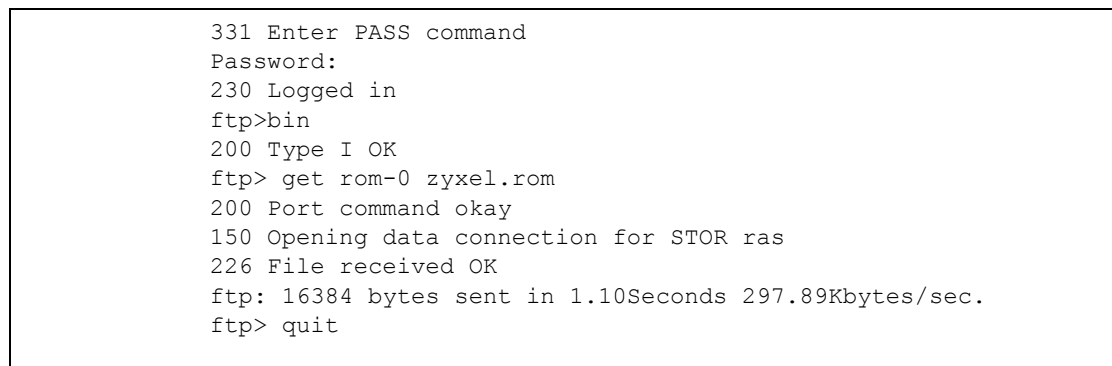 331 Enter PASS command
Password:
230 Logged in
ftp>bin
200 Type I OK
ftp> get rom-0 zyxel.rom
200 Port command okay
150 Opening data connection for STOR ras
226 File received OK
ftp: 16384 bytes sent in 1.10Seconds 297.89Kbytes/sec.
ftp> quit